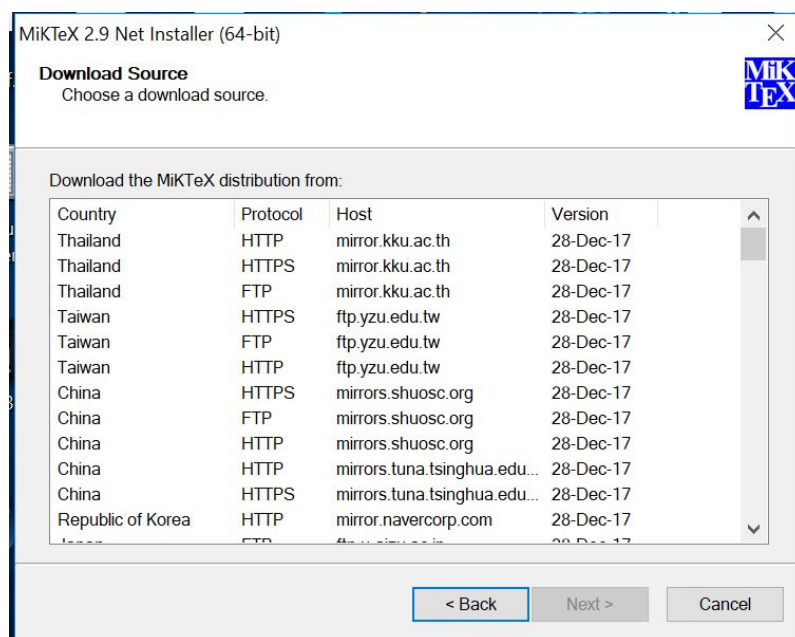 MiKTeX 2.9 Net Installer (64-bit)
Download Source
Choose a download source.
MiK
TEX
Download the MiKTeX distribution from:
Country Protocol Host Version
Thailand HTTP mirror.kku.ac.th 28-Dec-17
Thailand HTTPS mirror.kku.ac.th 28-Dec-17
Thailand FTP mirror.kku.ac.th 28-Dec-17
Taiwan HTTPS ftp.yzu.edu.tw 28-Dec-17
Taiwan FTP ftp.yzu.edu.tw 28-Dec-17
Taiwan HTTP ftp.yzu.edu.tw 28-Dec-17
China HTTPS mirrors.shuosc.org 28-Dec-17
China FTP mirrors.shuosc.org 28-Dec-17
China HTTP mirrors.shuosc.org 28-Dec-17
China HTTP mirrors.tuna.tsinghua.edu... 28-Dec-17
China HTTPS mirrors.tuna.tsinghua.edu... 28-Dec-17
Republic of Korea HTTP mirror.navercorp.com 28-Dec-17
< Back Next > Cancel